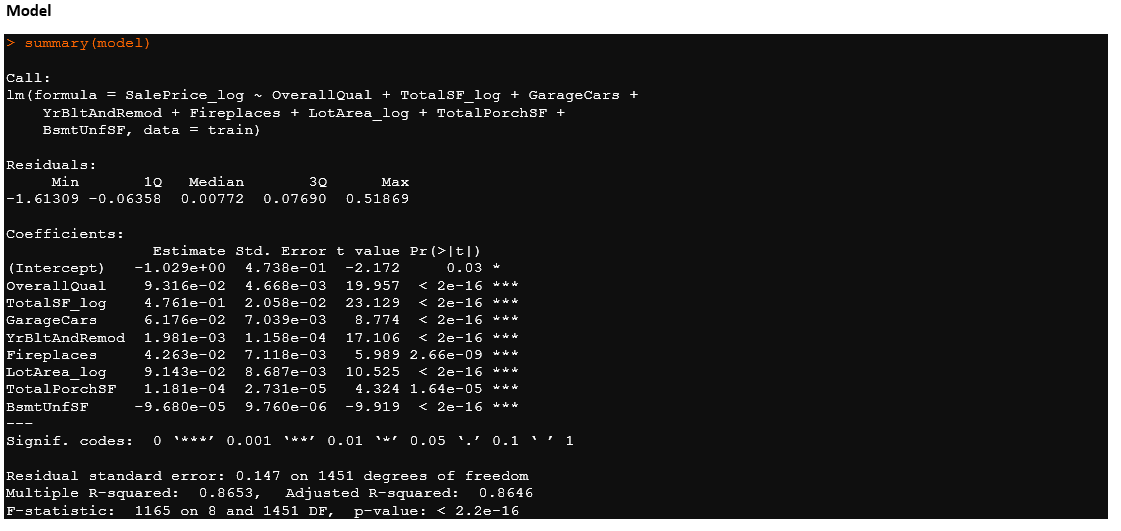 Model
> summary(model)
Call:
lm(formula = SalePrice_log ~ OverallQual + TotalSF_log + GarageCars +
    YrBltAndRemod + Fireplaces + LotArea_log + TotalPorchSF +
    BsmtUnfSF, data = train)
Residuals:
     Min       1Q   Median       3Q      Max
-1.61309 -0.06358  0.00772  0.07690  0.51869
Coefficients:
                Estimate Std. Error t value Pr(>|t|)
(Intercept)   -1.029e+00  4.738e-01  -2.172     0.03 *
OverallQual    9.316e-02  4.668e-03  19.957  < 2e-16 ***
TotalSF_log    4.761e-01  2.058e-02  23.129  < 2e-16 ***
GarageCars     6.176e-02  7.039e-03   8.774  < 2e-16 ***
YrBltAndRemod  1.981e-03  1.158e-04  17.106  < 2e-16 ***
Fireplaces     4.263e-02  7.118e-03   5.989 2.66e-09 ***
LotArea_log    9.143e-02  8.687e-03  10.525  < 2e-16 ***
TotalPorchSF   1.181e-04  2.731e-05   4.324 1.64e-05 ***
BsmtUnfSF     -9.680e-05  9.760e-06  -9.919  < 2e-16 ***
---
Signif. codes:  0 ‘***’ 0.001 ‘**’ 0.01 ‘*’ 0.05 ‘.’ 0.1 ‘ ’ 1
Residual standard error: 0.147 on 1451 degrees of freedom
Multiple R-squared:  0.8653,	Adjusted R-squared:  0.8646
F-statistic:  1165 on 8 and 1451 DF,  p-value: < 2.2e-16